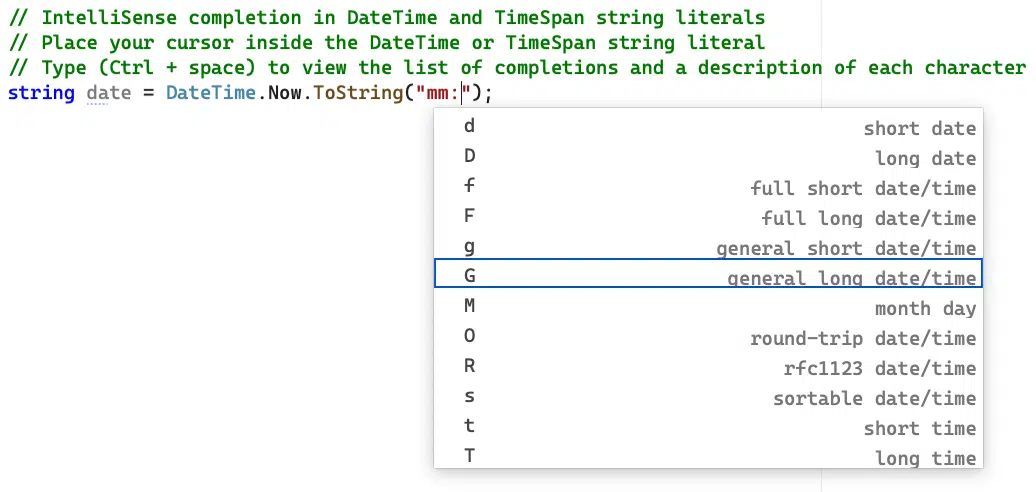 // IntelliSense completion in DateTime and TimeSpan string literals
// Place your cursor inside the DateTime or TimeSpan string literal
// Type (Ctrl + space) to view the list of completions and a description of each character
string date = DateTime.Now.ToString("mm:");
d short date
D long date
f full short date/time
F full long date/time
g general short date/time
G general long date/time
M month day
O round-trip date/time
R rfc1123 date/time
s sortable date/time
t short time
T long time